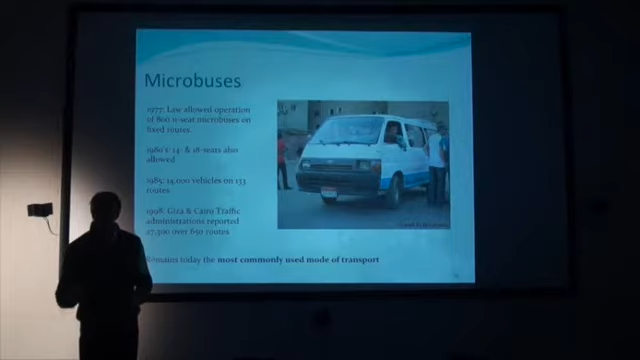 Microbuses
1977: Law allowed operation
of 800 11-seat microbuses on
fixed routes.
1980's: 14- & 18-seats also
allowed
1985: 14,000 vehicles on 133
routes
1998: Giza & Cairo Traffic
administrations reported
27,300 over 650 routes
Remains today the most commonly used mode of transport